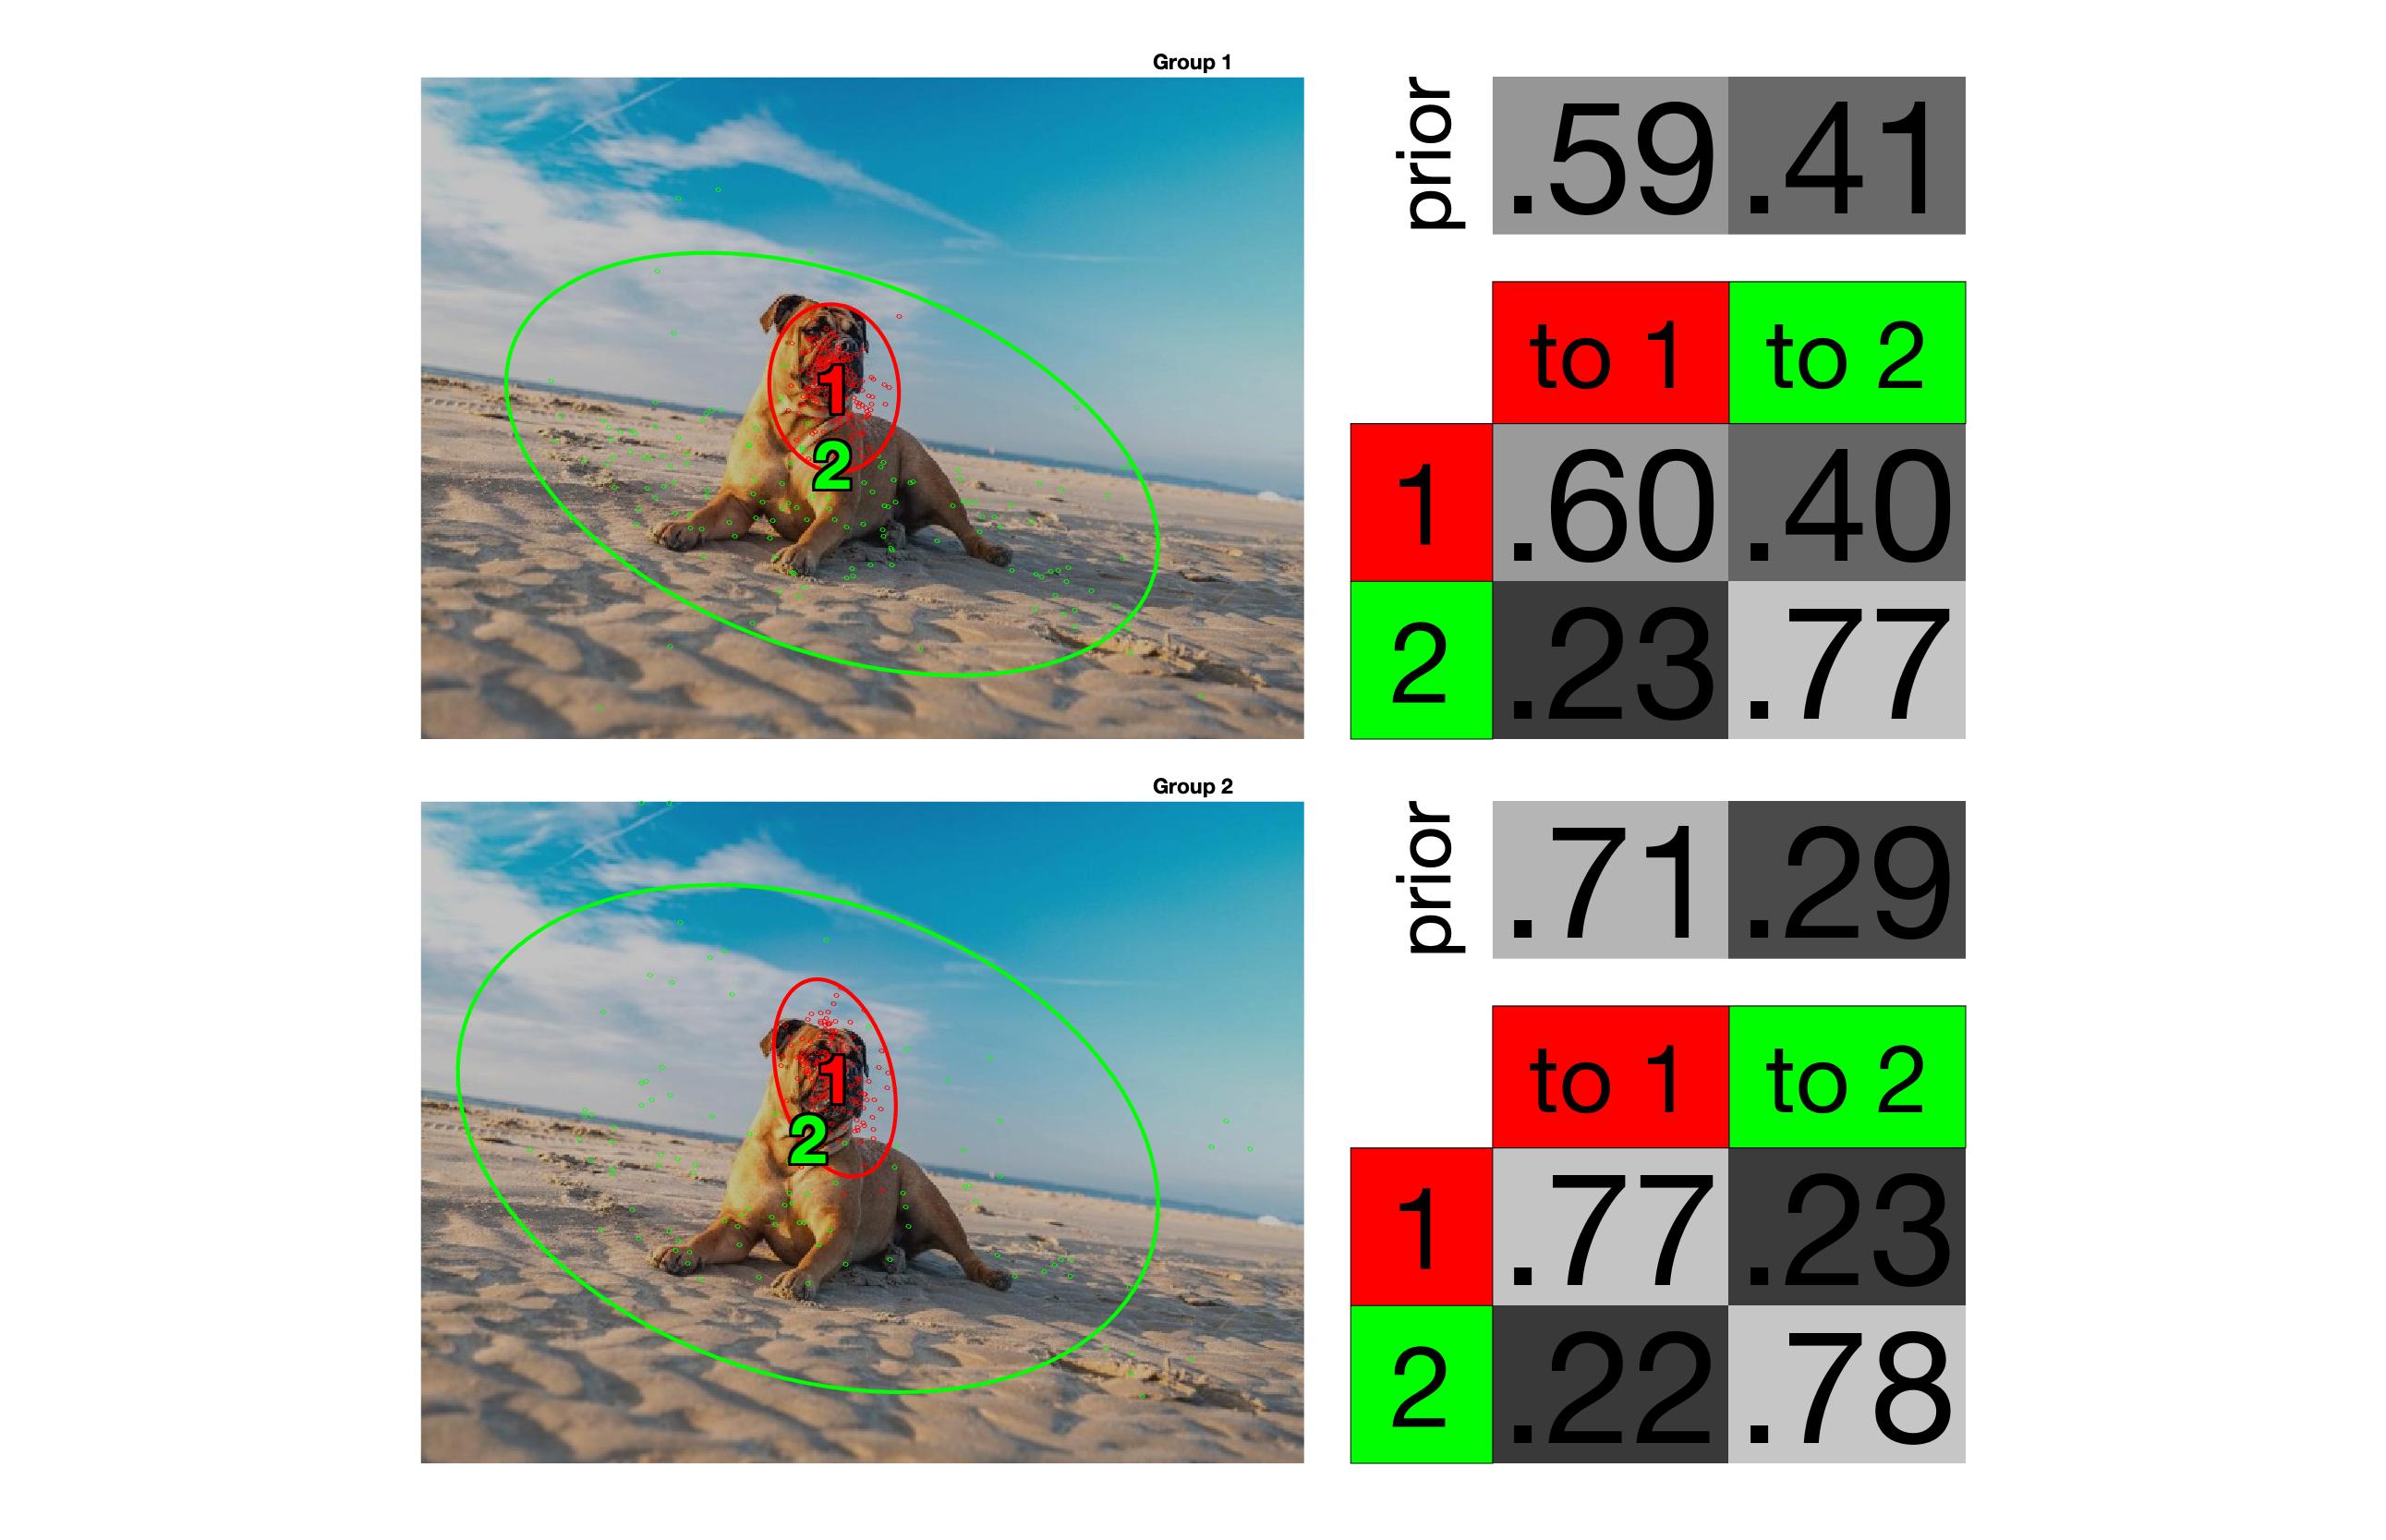 Group 1
1
2
prior
.59 .41
to 1 to 2
1 .60 .40
2 .23 .77
Group 2
1
2
prior
.71 .29
to 1 to 2
1 .77 .23
2 .22 .78